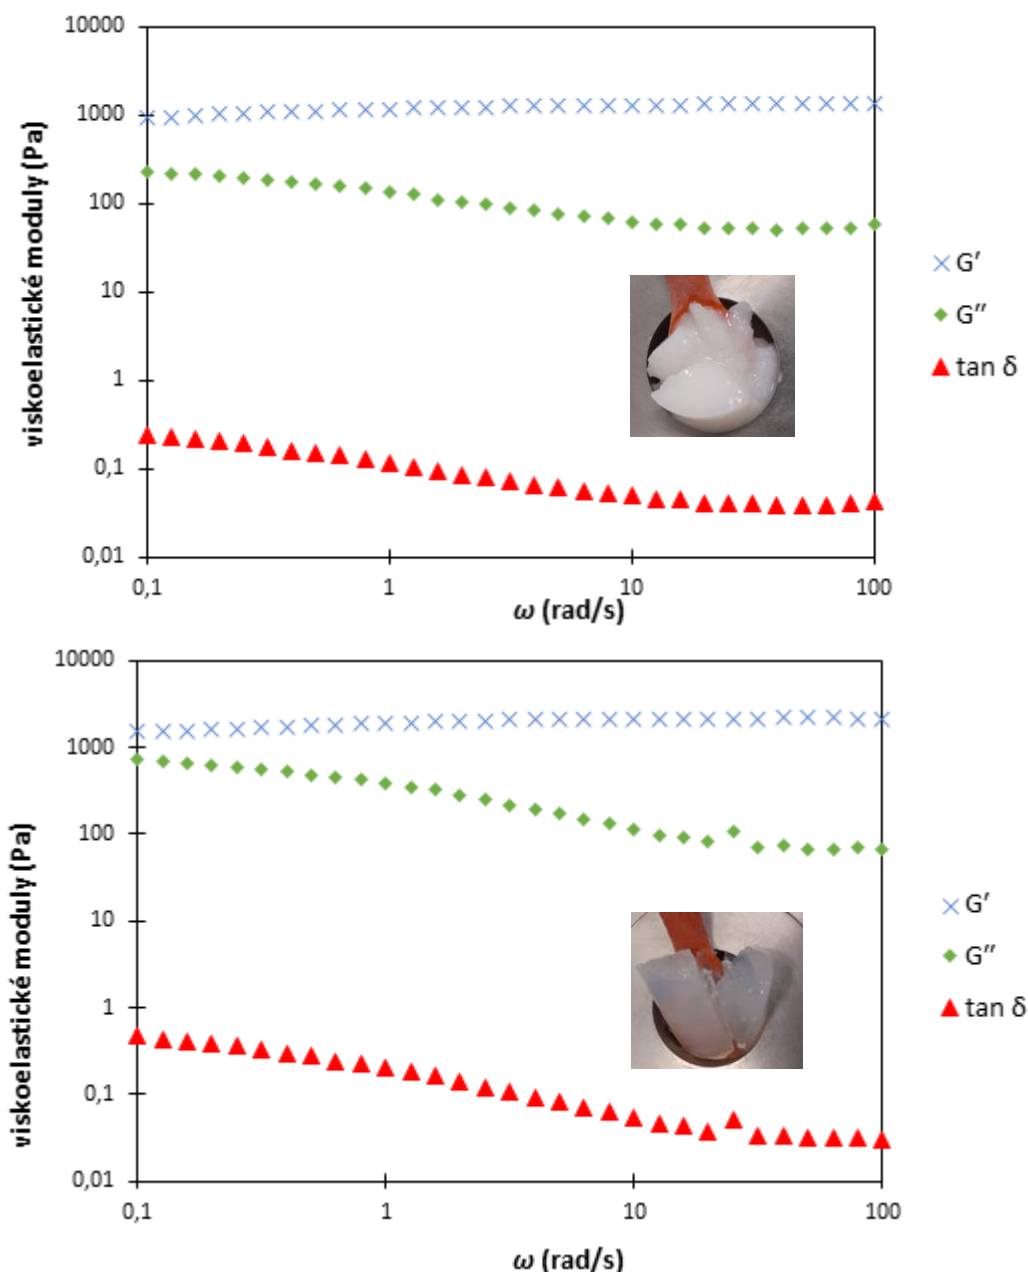 10000
1000
100
10
1
0,1
0,01
viskoelastické moduly (Pa)
0,1 1 10 100
ω (rad/s)
G′
G″
tan δ
10000
1000
100
10
1
0,1
0,01
viskoelastické moduly (Pa)
0,1 1 10 100
ω (rad/s)
G′
G″
tan δ